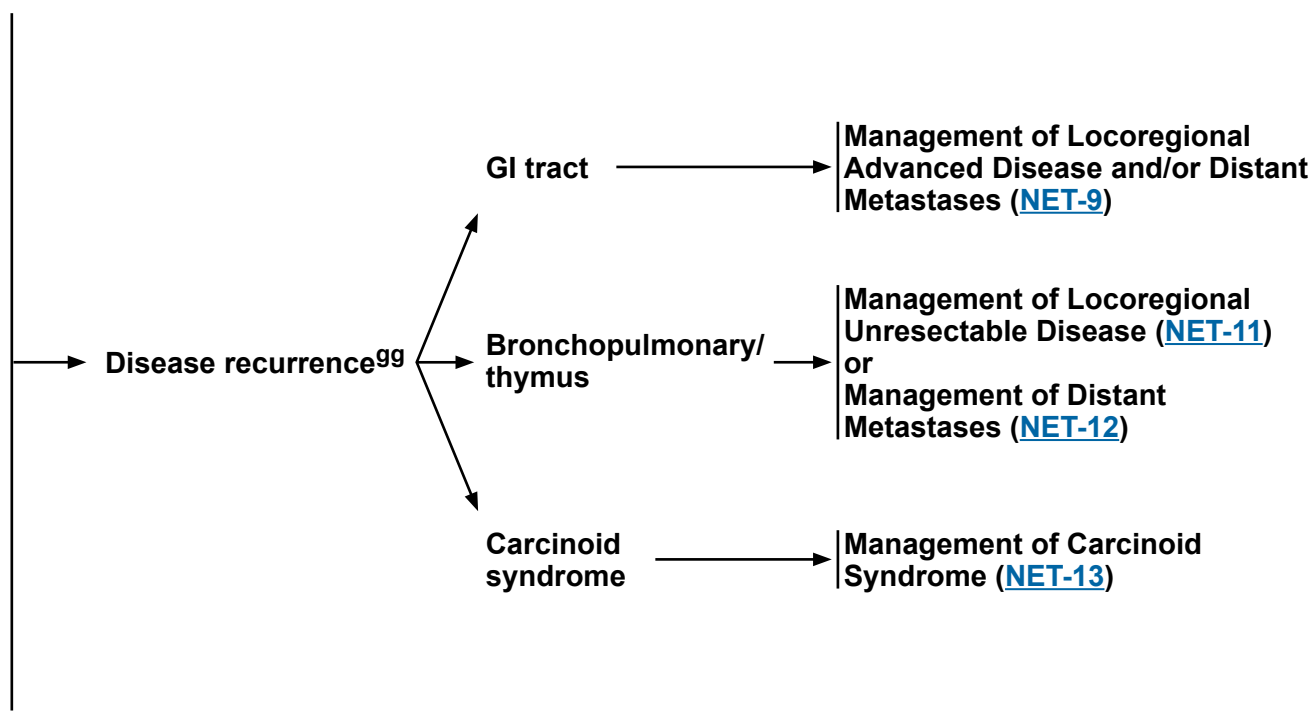 GI tract
Management of Locoregional
Advanced Disease and/or Distant
Metastases (NET-9)
Disease recurrencegg
Bronchopulmonary/
thymus
Management of Locoregional
Unresectable Disease (NET-11)
or
Management of Distant
Metastases (NET-12)
Carcinoid
syndrome
Management of Carcinoid
Syndrome (NET-13)